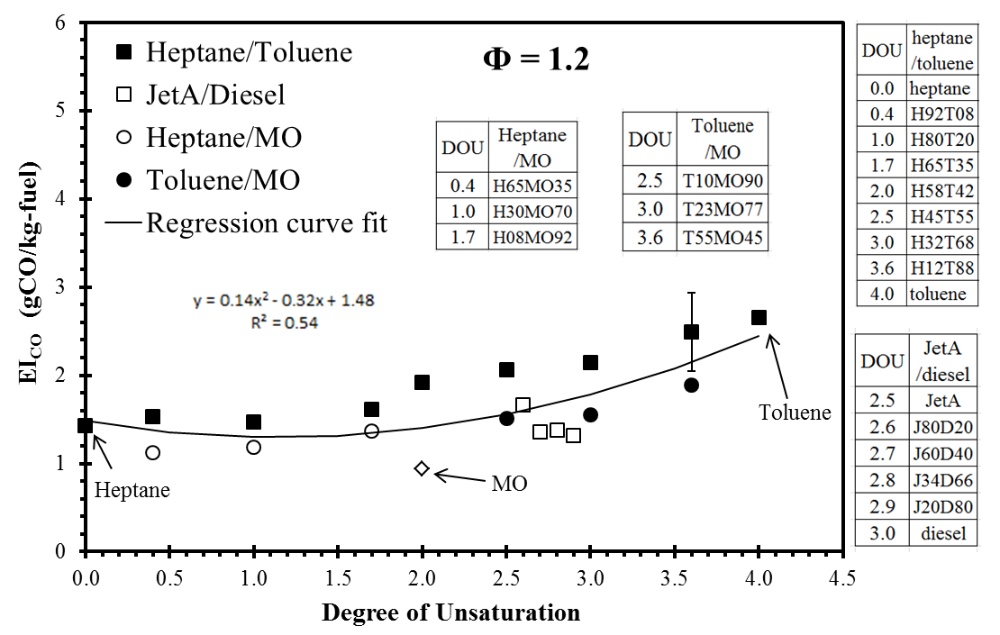 Φ = 1.2
Heptane/Toluene
JetA/Diesel
Heptane/MO
Toluene/MO
Regression curve fit
y = 0.14x² - 0.32x + 1.48
R² = 0.54
EI_CO (gCO/kg-fuel)
6
5
4
3
2
1
0
0.0 0.5 1.0 1.5 2.0 2.5 3.0 3.5 4.0 4.5
Degree of Unsaturation
Heptane
MO
Toluene
DOU Heptane
/MO
0.4 H65MO35
1.0 H30MO70
1.7 H08MO92
DOU Toluene
/MO
2.5 T10MO90
3.0 T23MO77
3.6 T55MO45
DOU heptane
/toluene
0.0 heptane
0.4 H92T08
1.0 H80T20
1.7 H65T35
2.0 H58T42
2.5 H45T55
3.0 H32T68
3.6 H12T88
4.0 toluene
DOU JetA
/diesel
2.5 JetA
2.6 J80D20
2.7 J60D40
2.8 J34D66
2.9 J20D80
3.0 diesel